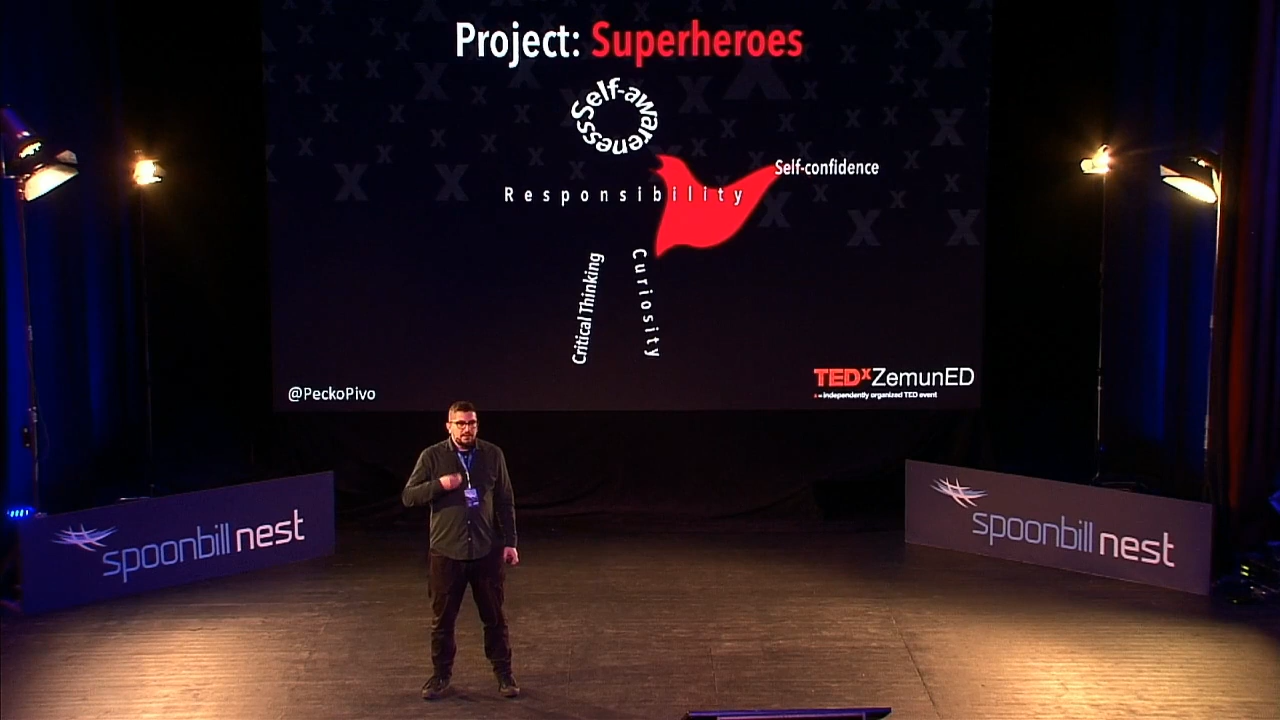 Project: Superheroes
Self-awareness
Self-confidence
Responsibility
Critical Thinking
Curiosity
@PeckoPivo
TEDxZemunED
x = independently organized TED event
spoonbill nest
spoonbill nest